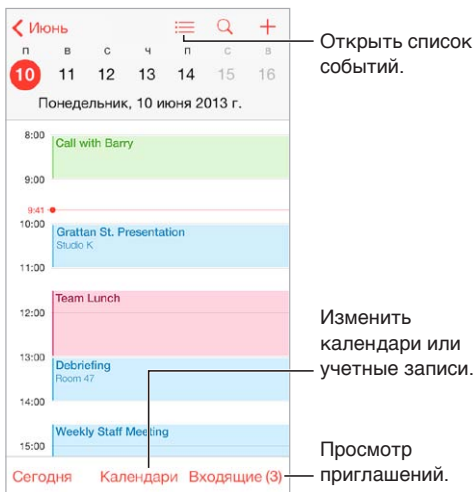 Июнь
п в с ч п с в
10 11 12 13 14 15 16
Понедельник, 10 июня 2013 г.
8:00
Call with Barry
9:00
9:41
10:00
Grattan St. Presentation
Studio K
11:00
Team Lunch
12:00
13:00
Debriefing
Room 47
14:00
Weekly Staff Meeting
15:00
Сегодня Календари Входящие (3)
Открыть список
событий.
Изменить
календари или
учетные записи.
Просмотр
приглашений.